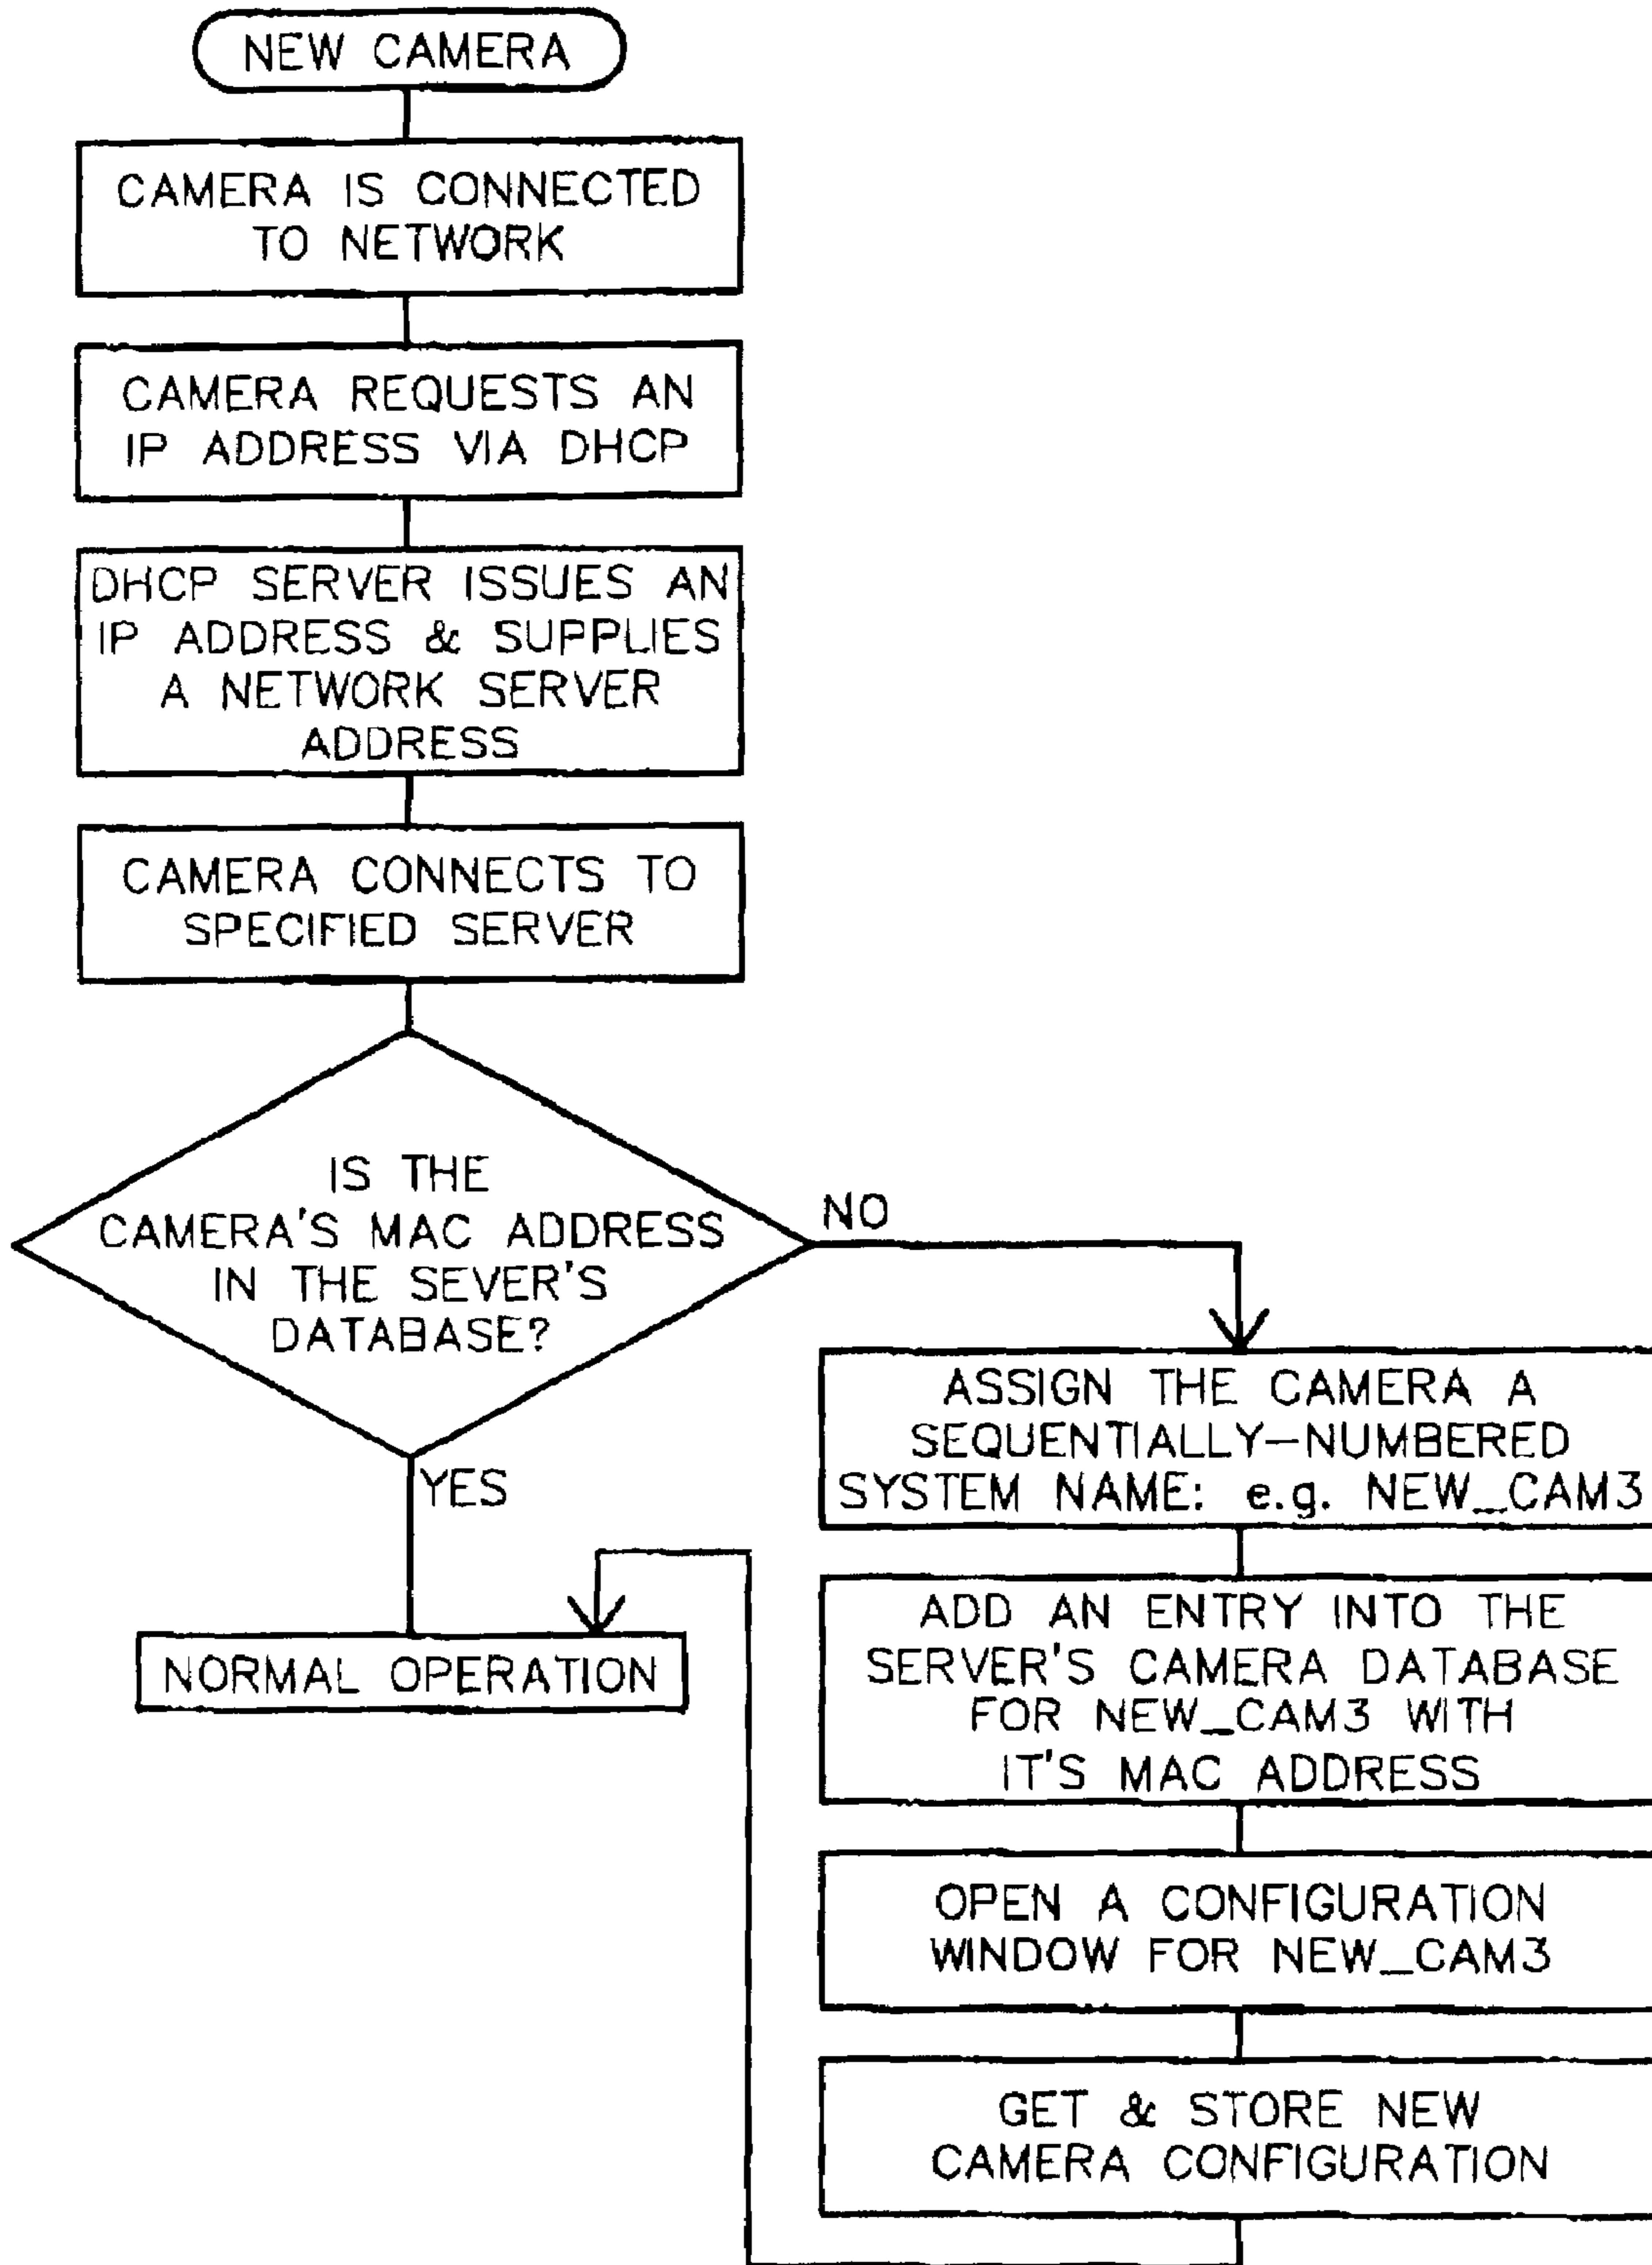 NEW CAMERA
CAMERA IS CONNECTED
TO NETWORK
CAMERA REQUESTS AN
IP ADDRESS VIA DHCP
DHCP SERVER ISSUES AN
IP ADDRESS & SUPPLIES
A NETWORK SERVER
ADDRESS
CAMERA CONNECTS TO
SPECIFIED SERVER
IS THE
CAMERA'S MAC ADDRESS
IN THE SEVER'S
DATABASE?
NO
YES
NORMAL OPERATION
ASSIGN THE CAMERA A
SEQUENTIALLY-NUMBERED
SYSTEM NAME: e.g. NEW_CAM3
ADD AN ENTRY INTO THE
SERVER'S CAMERA DATABASE
FOR NEW_CAM3 WITH
IT'S MAC ADDRESS
OPEN A CONFIGURATION
WINDOW FOR NEW_CAM3
GET & STORE NEW
CAMERA CONFIGURATION